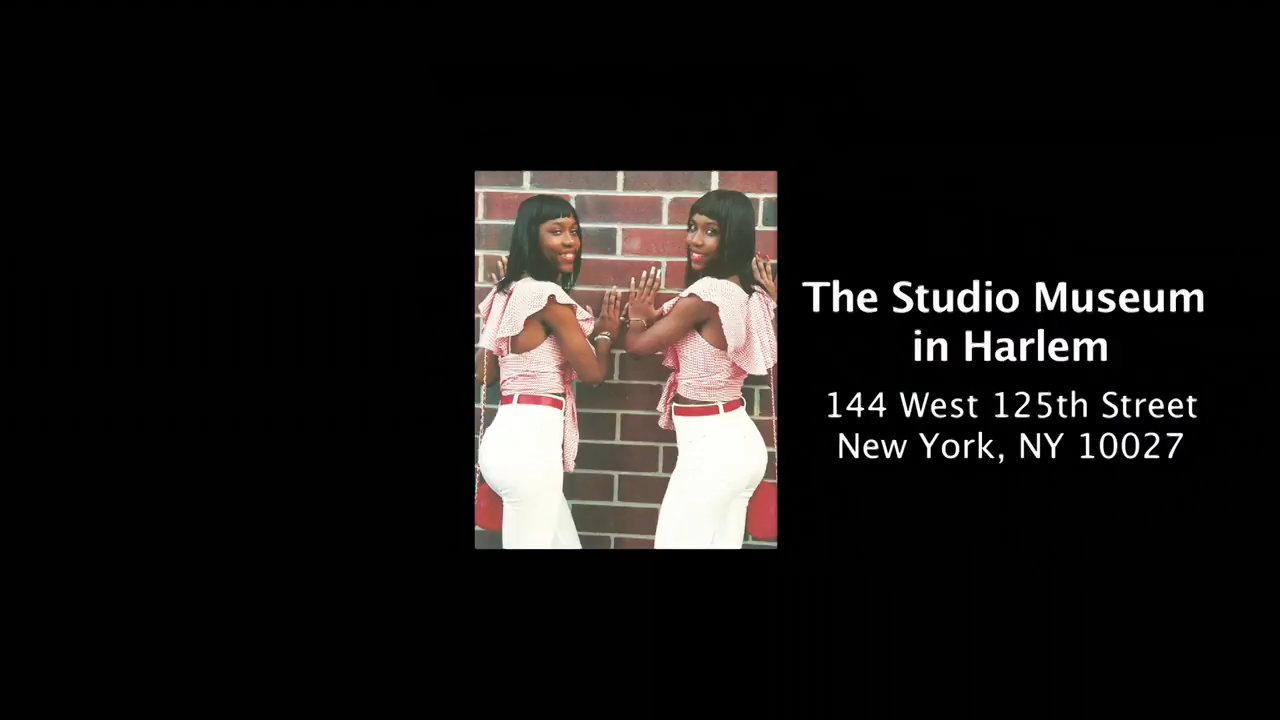 The Studio Museum
in Harlem
144 West 125th Street
New York, NY 10027